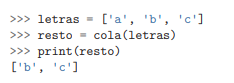 >>> letras = ['a', 'b', 'c']
>>> resto = cola(letras)
>>> print(resto)
['b', 'c']